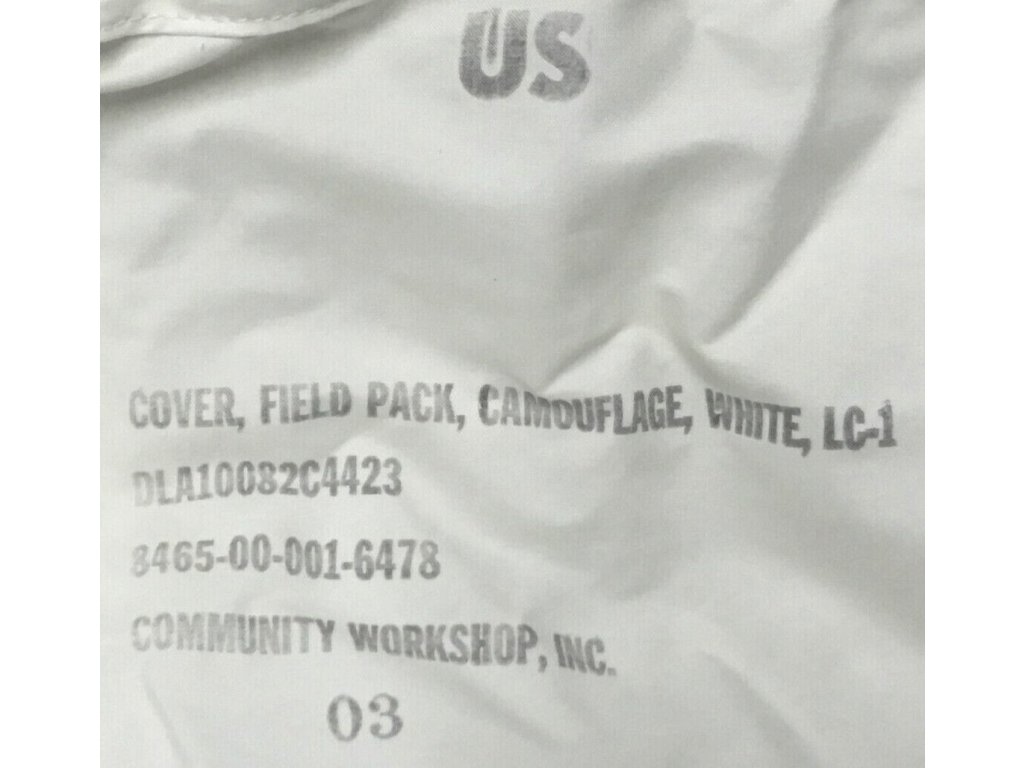 US
COVER, FIELD PACK, CAMOUFLAGE, WHITE, LC-1
DLA10082C4423
8465-00-001-6478
COMMUNITY WORKSHOP, INC.
03